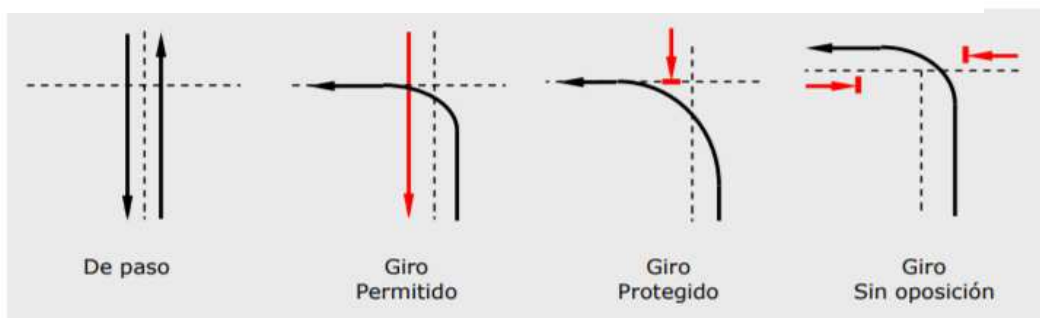 De paso
Giro
Permitido
Giro
Protegido
Giro
Sin oposición